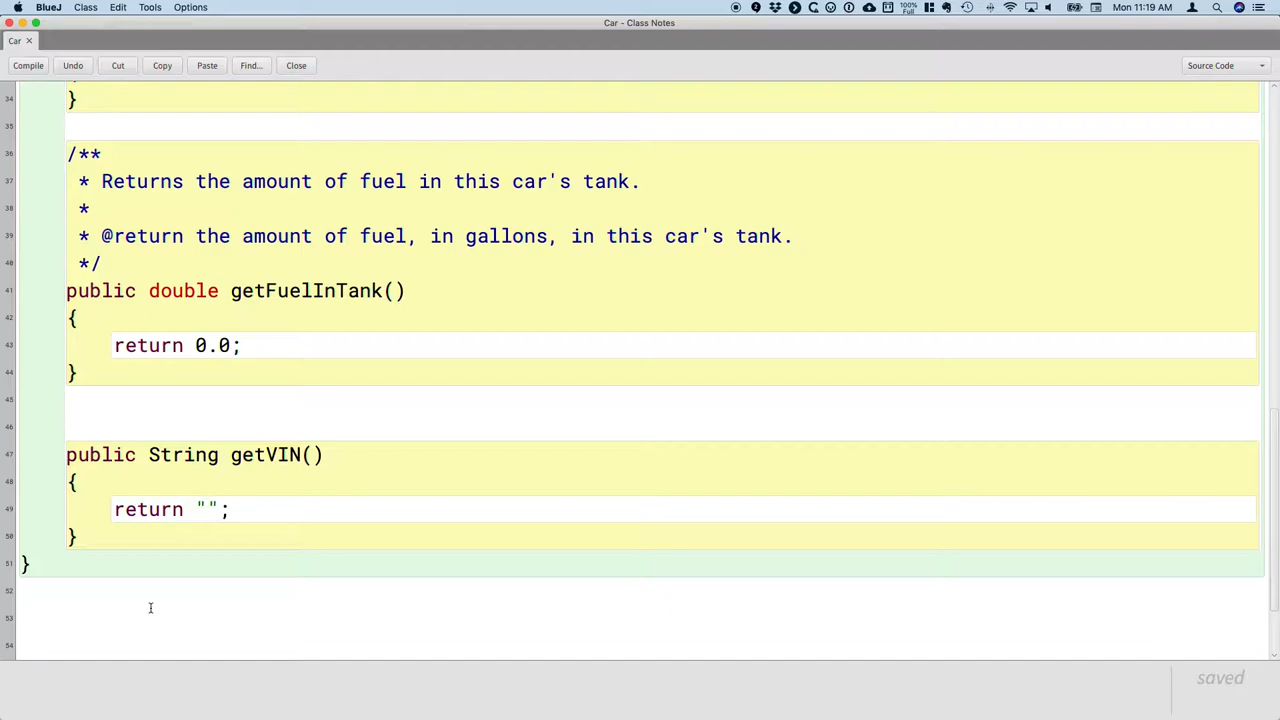 BlueJ Class Edit Tools Options 100% Full Mon 11:19 AM
Car - Class Notes
Car ×
Compile Undo Cut Copy Paste Find... Close Source Code
34 }
35
36 /**
37 * Returns the amount of fuel in this car's tank.
38 *
39 * @return the amount of fuel, in gallons, in this car's tank.
40 */
41 public double getFuelInTank()
42 {
43 return 0.0;
44 }
45
46
47 public String getVIN()
48 {
49 return "";
50 }
51 }
52
53
54
saved